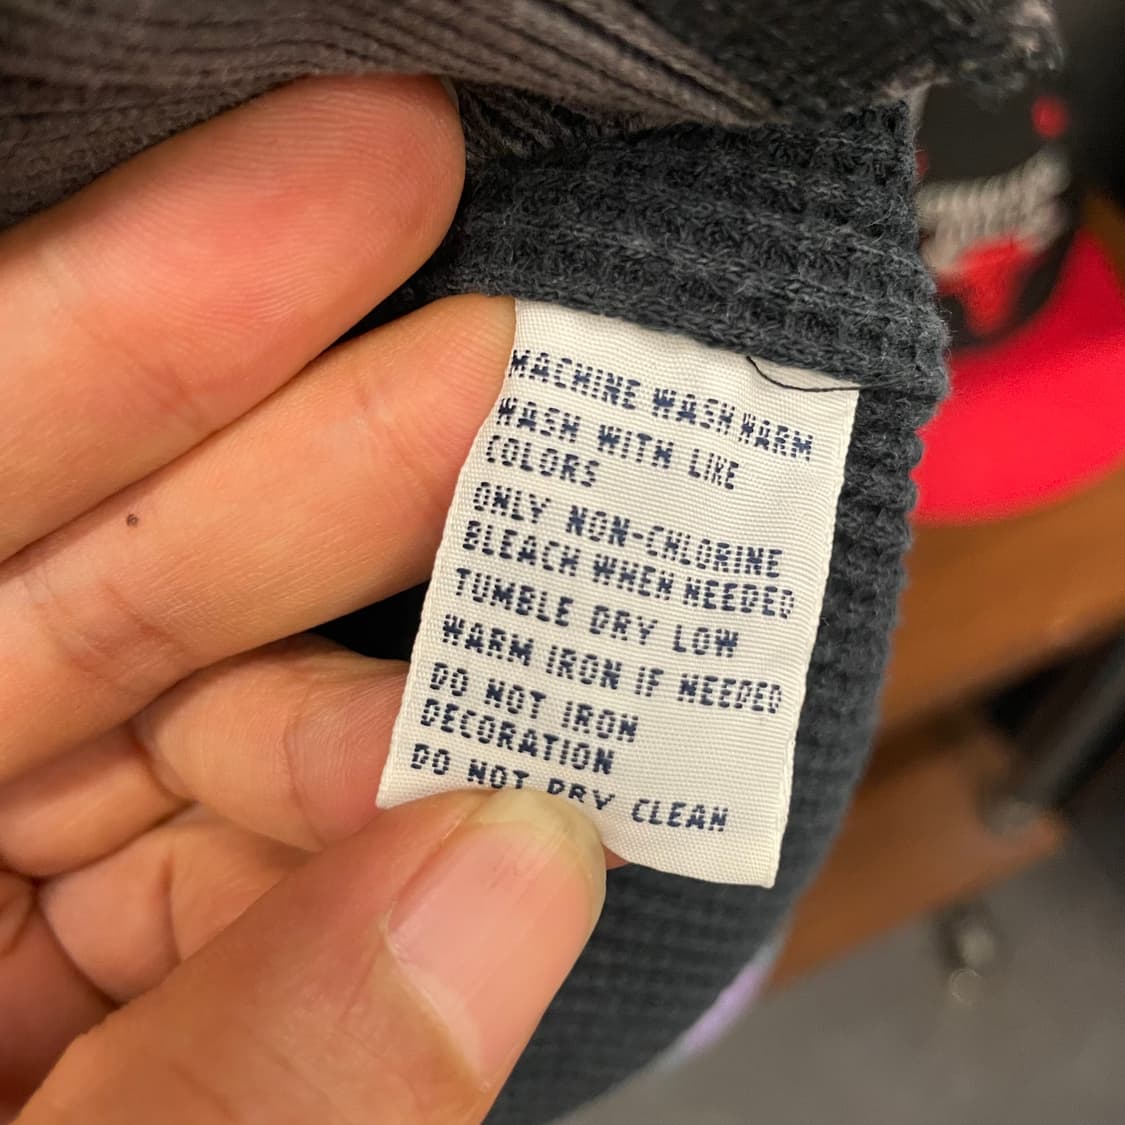 MACHINE WASH WARM
WASH WITH LIKE
COLORS
ONLY NON-CHLORINE
BLEACH WHEN NEEDED
TUMBLE DRY LOW
WARM IRON IF NEEDED
DO NOT IRON
DECORATION
DO NOT DRY CLEAN